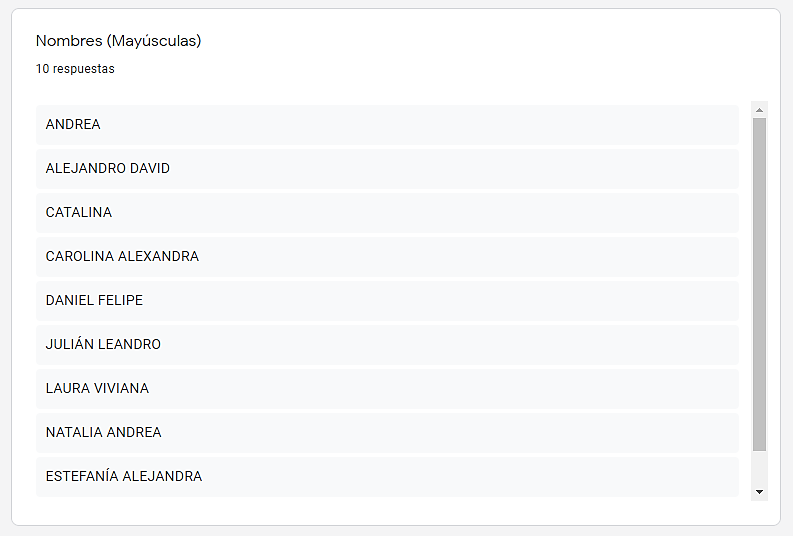 Nombres (Mayúsculas)
10 respuestas
ANDREA
ALEJANDRO DAVID
CATALINA
CAROLINA ALEXANDRA
DANIEL FELIPE
JULIÁN LEANDRO
LAURA VIVIANA
NATALIA ANDREA
ESTEFANÍA ALEJANDRA